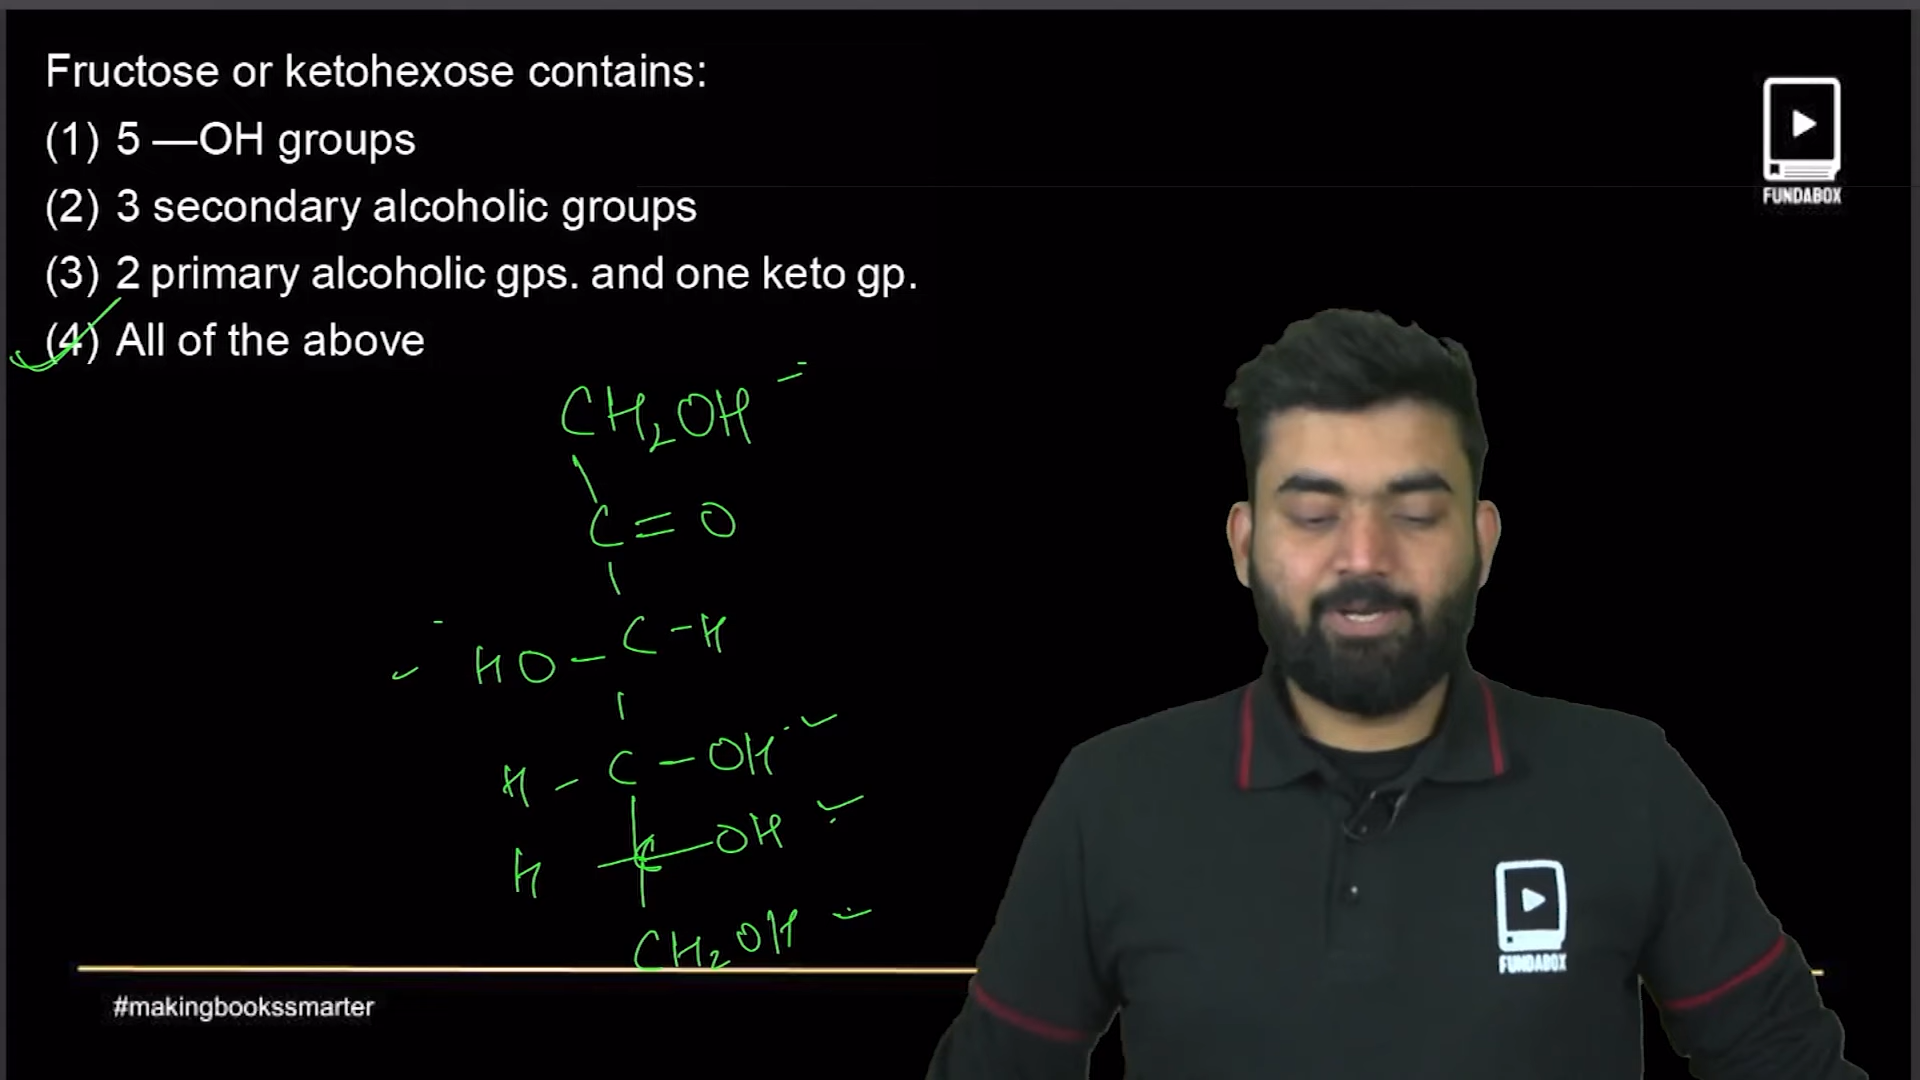 Fructose or ketohexose contains:
(1) 5 —OH groups
(2) 3 secondary alcoholic groups
(3) 2 primary alcoholic gps. and one keto gp.
(4) All of the above
FUNDABOX
CH₂OH
C = O
HO - C - H
H - C - OH
H C OH
CH₂OH
FUNDABOX
#makingbookssmarter